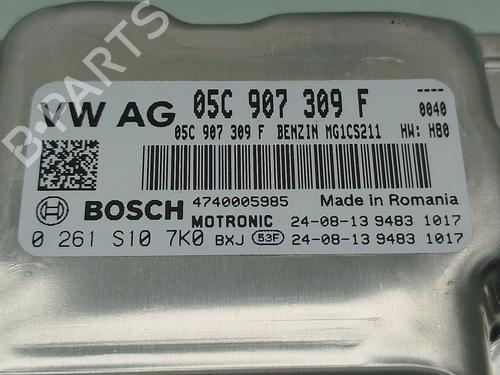 VW AG 05C 907 309 F 0040
05C 907 309 F BENZIN MG1CS211 HW: H80
BOSCH 4740005985 Made in Romania
MOTRONIC 24-08-13 9483 1017
0 261 S10 7K0 BXJ 53F 24-08-13 9483 1017
B-PARTS